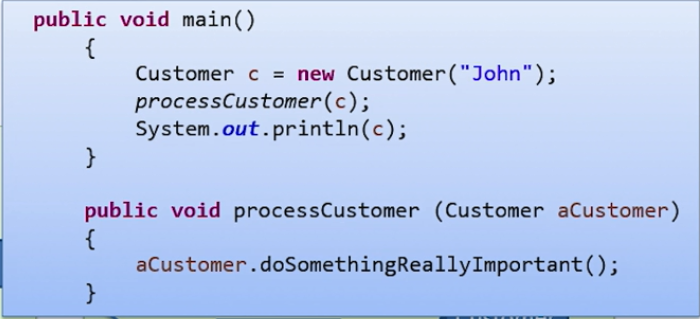 public void main()
{
Customer c = new Customer("John");
processCustomer(c);
System.out.println(c);
}
public void processCustomer (Customer aCustomer)
{
aCustomer.doSomethingReallyImportant();
}